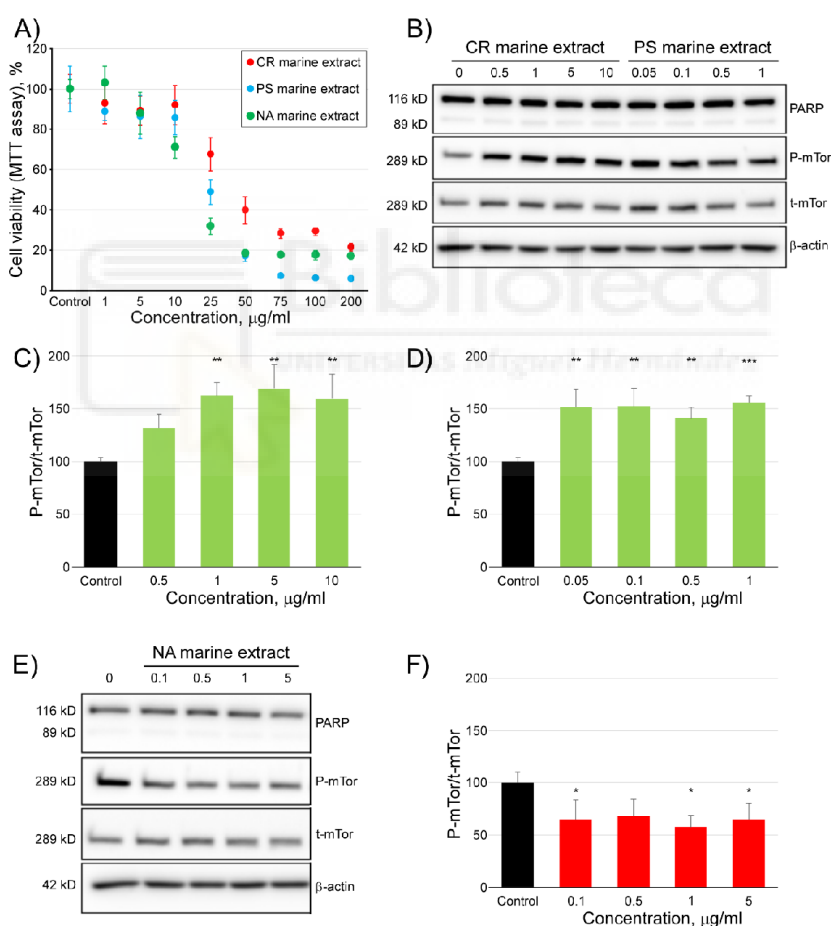 A)
120
100
80
60
40
20
0
Cell viability (MTT assay), %
CR marine extract
PS marine extract
NA marine extract
Control 1 5 10 25 50 75 100 200
Concentration, µg/ml
B)
CR marine extract PS marine extract
0 0.5 1 5 10 0.05 0.1 0.5 1
116 kD
89 kD
PARP
289 kD
P-mTor
289 kD
t-mTor
42 kD
β-actin
Biblioteca
UNIVERSITAS Miguel Hernández
C)
200
150
100
50
0
P-mTor/t-mTor
** ** **
Control 0.5 1 5 10
Concentration, µg/ml
D)
200
150
100
50
0
P-mTor/t-mTor
** ** ** ***
Control 0.05 0.1 0.5 1
Concentration, µg/ml
E)
NA marine extract
0 0.1 0.5 1 5
116 kD
89 kD
PARP
289 kD
P-mTor
289 kD
t-mTor
42 kD
β-actin
F)
200
150
100
50
0
P-mTor/t-mTor
* * *
Control 0.1 0.5 1 5
Concentration, µg/ml